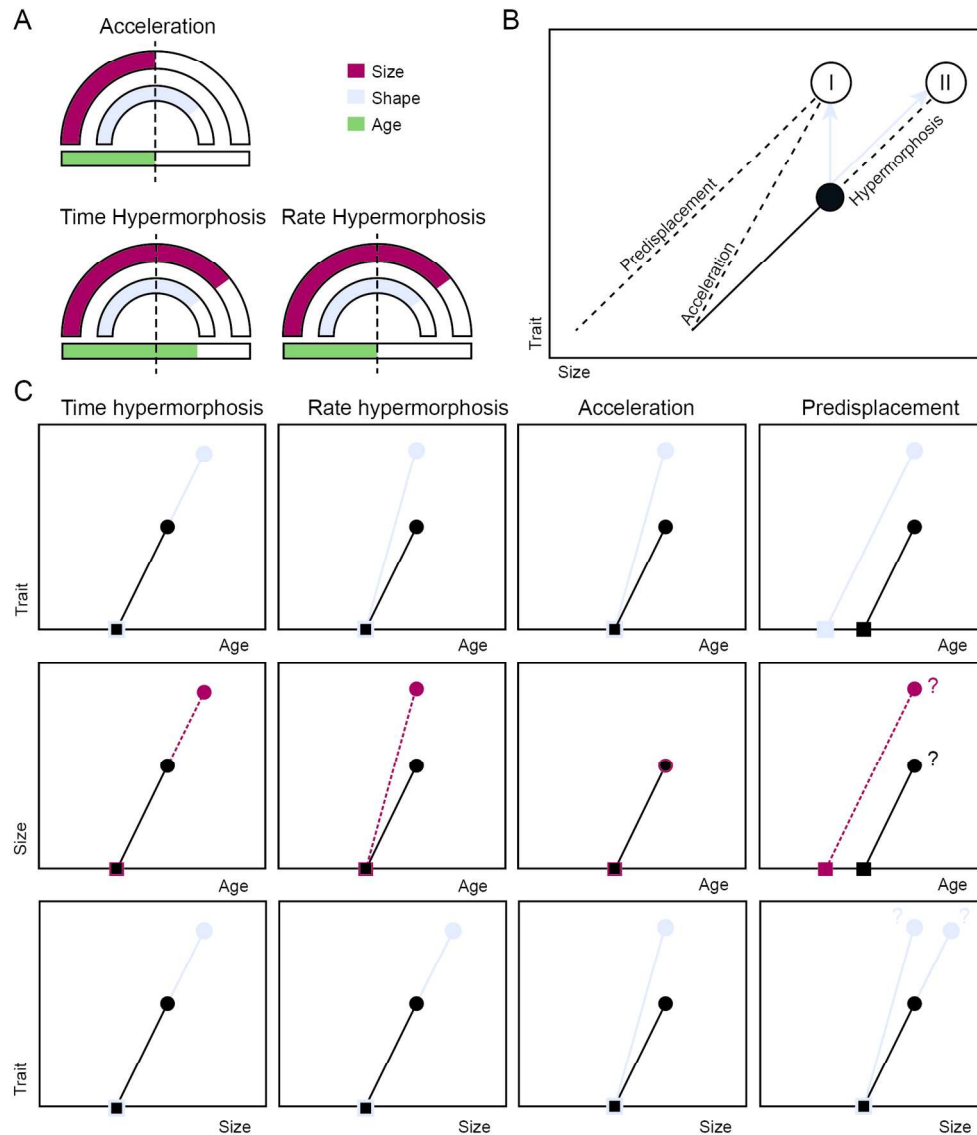 A
Acceleration
Size
Shape
Age
Time Hypermorphosis
Rate Hypermorphosis
B
I
II
Predisplacement
Acceleration
Hypermorphosis
Trait
Size
C
Time hypermorphosis
Rate hypermorphosis
Acceleration
Predisplacement
Trait
Age
Age
Age
Age
?
?
Size
Age
Age
Age
Age
?
?
Trait
Size
Size
Size
Size